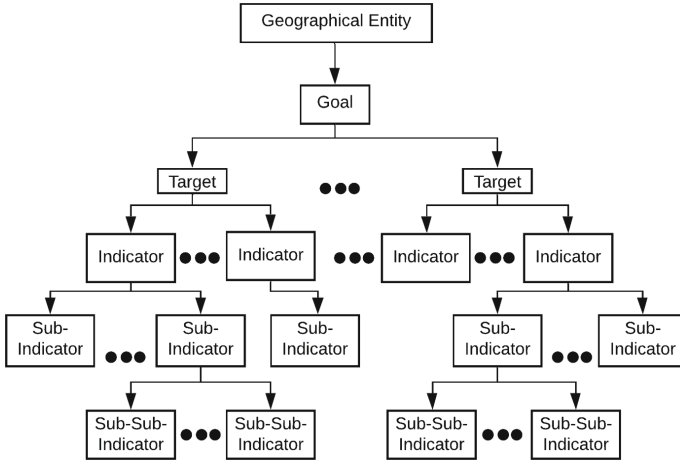 Geographical Entity
Goal
Target
Target
Indicator
Indicator
Indicator
Indicator
Sub-
Indicator
Sub-
Indicator
Sub-
Indicator
Sub-
Indicator
Sub-
Indicator
Sub-Sub-
Indicator
Sub-Sub-
Indicator
Sub-Sub-
Indicator
Sub-Sub-
Indicator